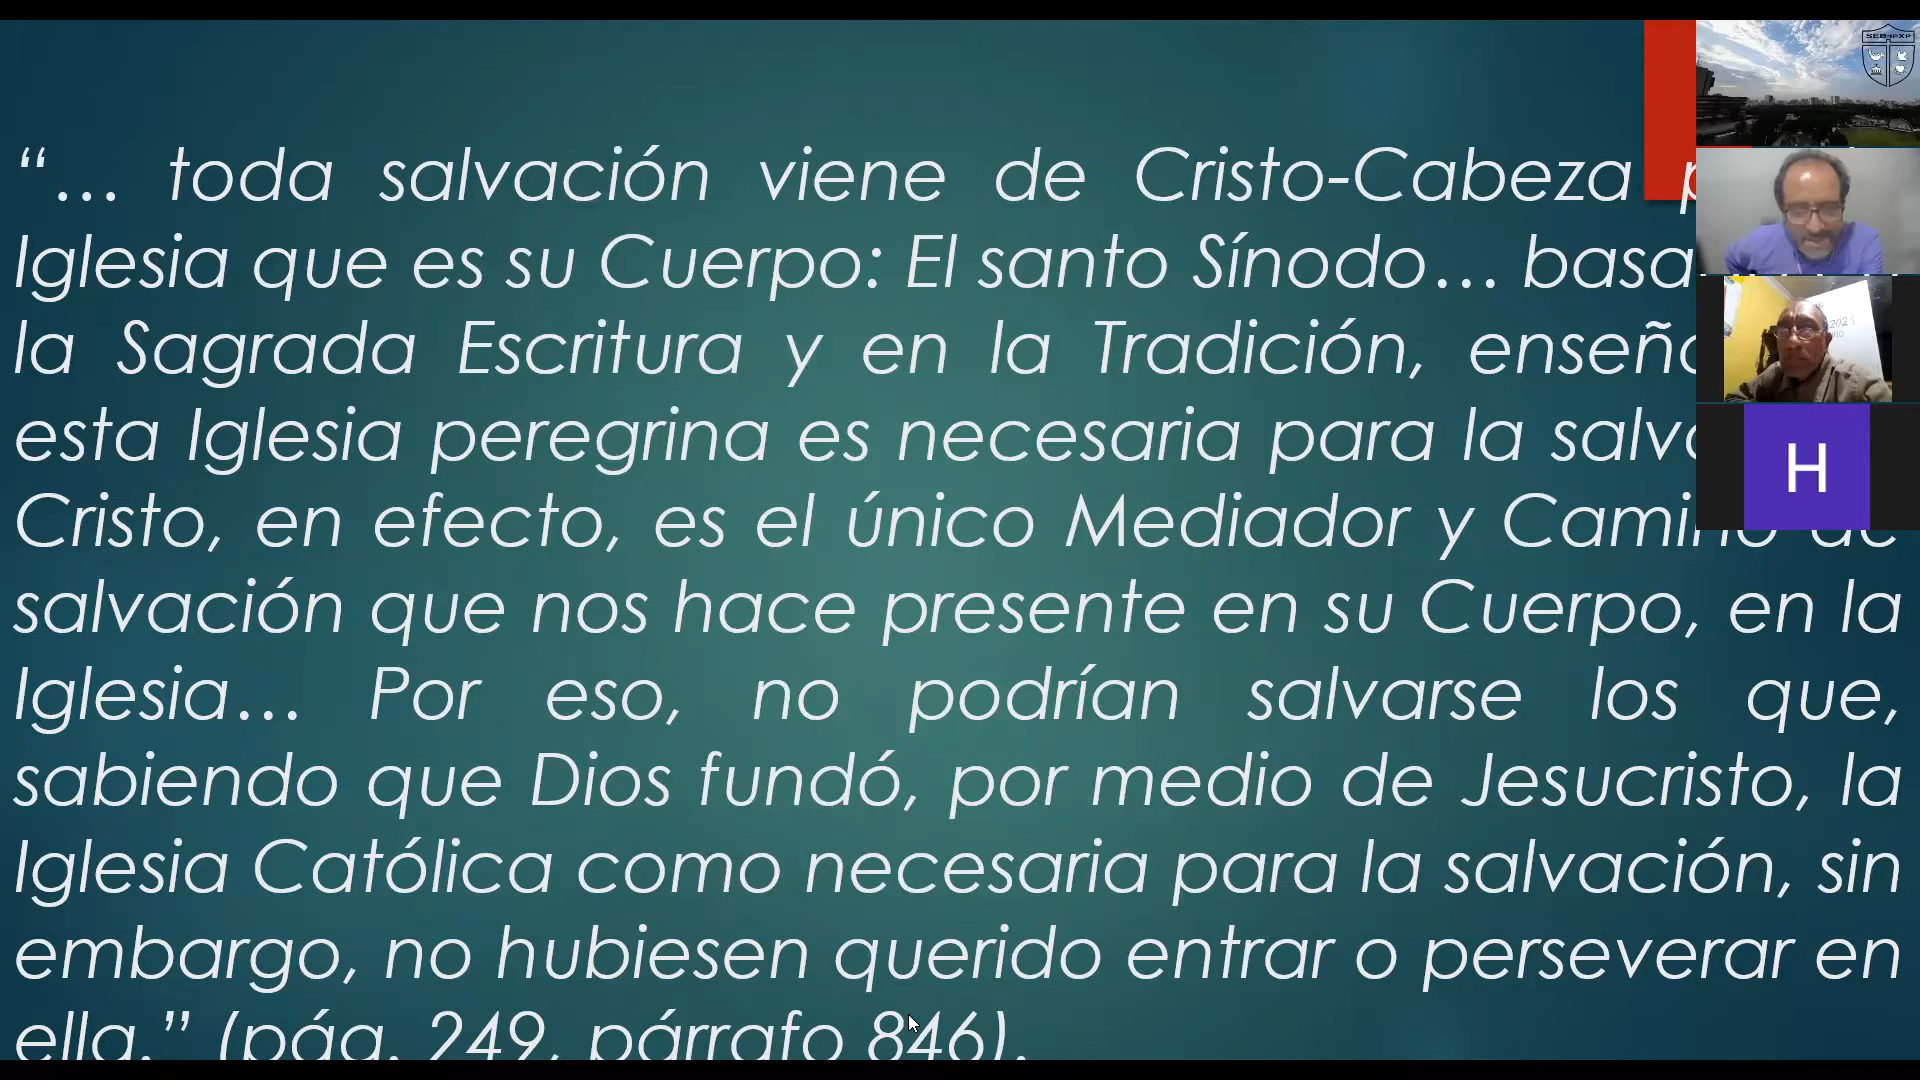 “… toda salvación viene de Cristo-Cabeza
Iglesia que es su Cuerpo: El santo Sínodo…
la Sagrada Escritura y en la Tradición,
esta Iglesia peregrina es necesaria para la
Cristo, en efecto, es el único Mediador y Camino de
salvación que nos hace presente en su Cuerpo, en la
Iglesia… Por eso, no podrían salvarse los que,
sabiendo que Dios fundó, por medio de Jesucristo, la
Iglesia Católica como necesaria para la salvación, sin
embargo, no hubiesen querido entrar o perseverar en
ella.” (pág. 249, párrafo 846).
2021
H